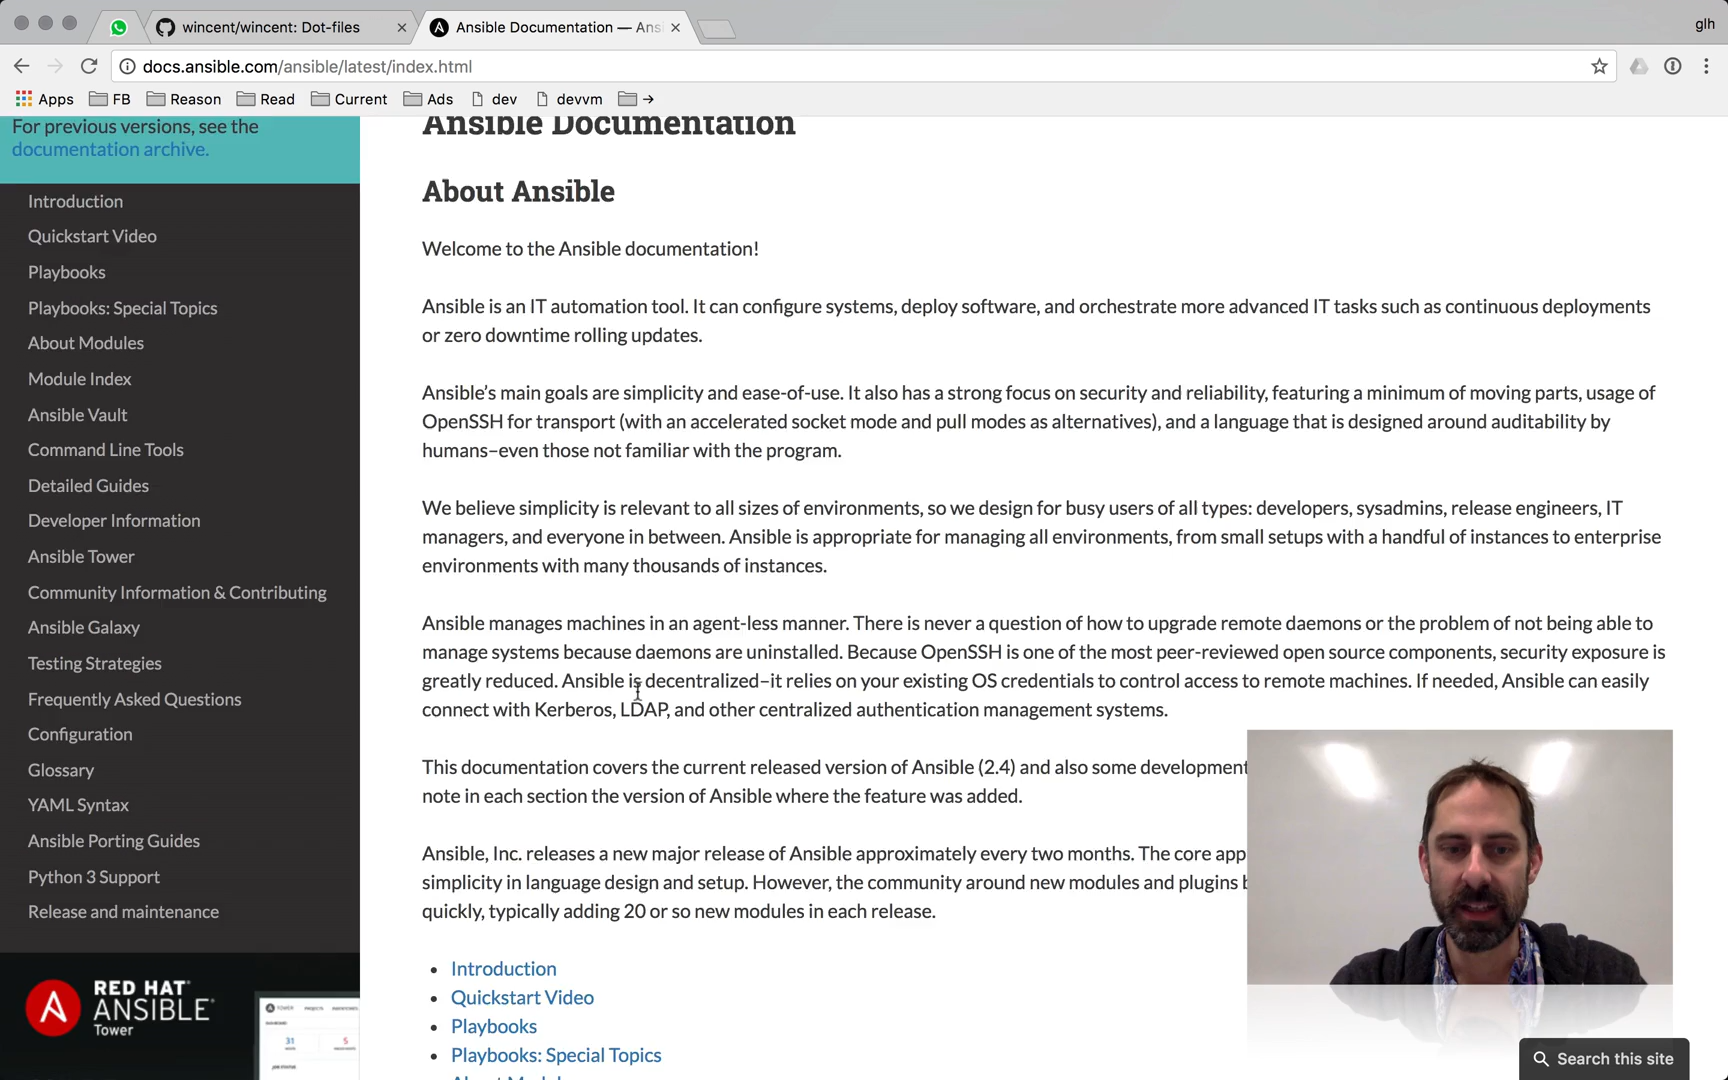 wincent/wincent: Dot-files
Ansible Documentation — Ans
glh
docs.ansible.com/ansible/latest/index.html
Apps FB Reason Read Current Ads dev devvm →
For previous versions, see the
documentation archive.
Introduction
Quickstart Video
Playbooks
Playbooks: Special Topics
About Modules
Module Index
Ansible Vault
Command Line Tools
Detailed Guides
Developer Information
Ansible Tower
Community Information & Contributing
Ansible Galaxy
Testing Strategies
Frequently Asked Questions
Configuration
Glossary
YAML Syntax
Ansible Porting Guides
Python 3 Support
Release and maintenance
RED HAT®
ANSIBLE®
Tower
31
5
Ansible Documentation
About Ansible
Welcome to the Ansible documentation!
Ansible is an IT automation tool. It can configure systems, deploy software, and orchestrate more advanced IT tasks such as continuous deployments
or zero downtime rolling updates.
Ansible’s main goals are simplicity and ease-of-use. It also has a strong focus on security and reliability, featuring a minimum of moving parts, usage of
OpenSSH for transport (with an accelerated socket mode and pull modes as alternatives), and a language that is designed around auditability by
humans–even those not familiar with the program.
We believe simplicity is relevant to all sizes of environments, so we design for busy users of all types: developers, sysadmins, release engineers, IT
managers, and everyone in between. Ansible is appropriate for managing all environments, from small setups with a handful of instances to enterprise
environments with many thousands of instances.
Ansible manages machines in an agent-less manner. There is never a question of how to upgrade remote daemons or the problem of not being able to
manage systems because daemons are uninstalled. Because OpenSSH is one of the most peer-reviewed open source components, security exposure is
greatly reduced. Ansible is decentralized–it relies on your existing OS credentials to control access to remote machines. If needed, Ansible can easily
connect with Kerberos, LDAP, and other centralized authentication management systems.
This documentation covers the current released version of Ansible (2.4) and also some development
note in each section the version of Ansible where the feature was added.
Ansible, Inc. releases a new major release of Ansible approximately every two months. The core app
simplicity in language design and setup. However, the community around new modules and plugins
quickly, typically adding 20 or so new modules in each release.
• Introduction
• Quickstart Video
• Playbooks
• Playbooks: Special Topics
Search this site